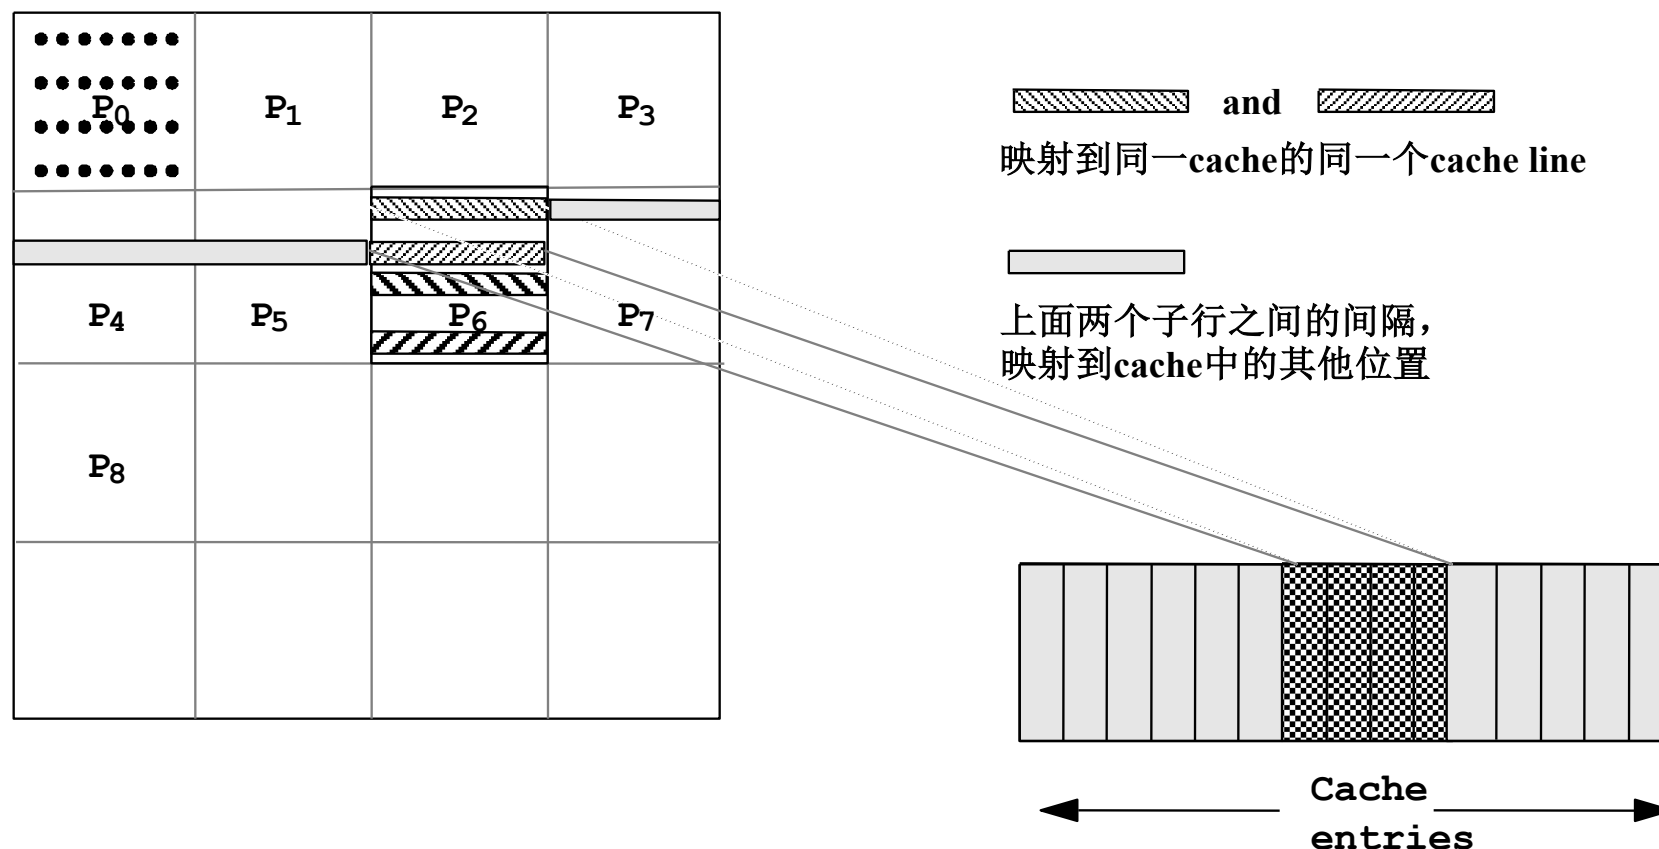 P0 P1 P2 P3
and
映射到同一cache的同一个cache line
P4 P5 P6 P7
上面两个子行之间的间隔，
映射到cache中的其他位置
P8
Cache
entries